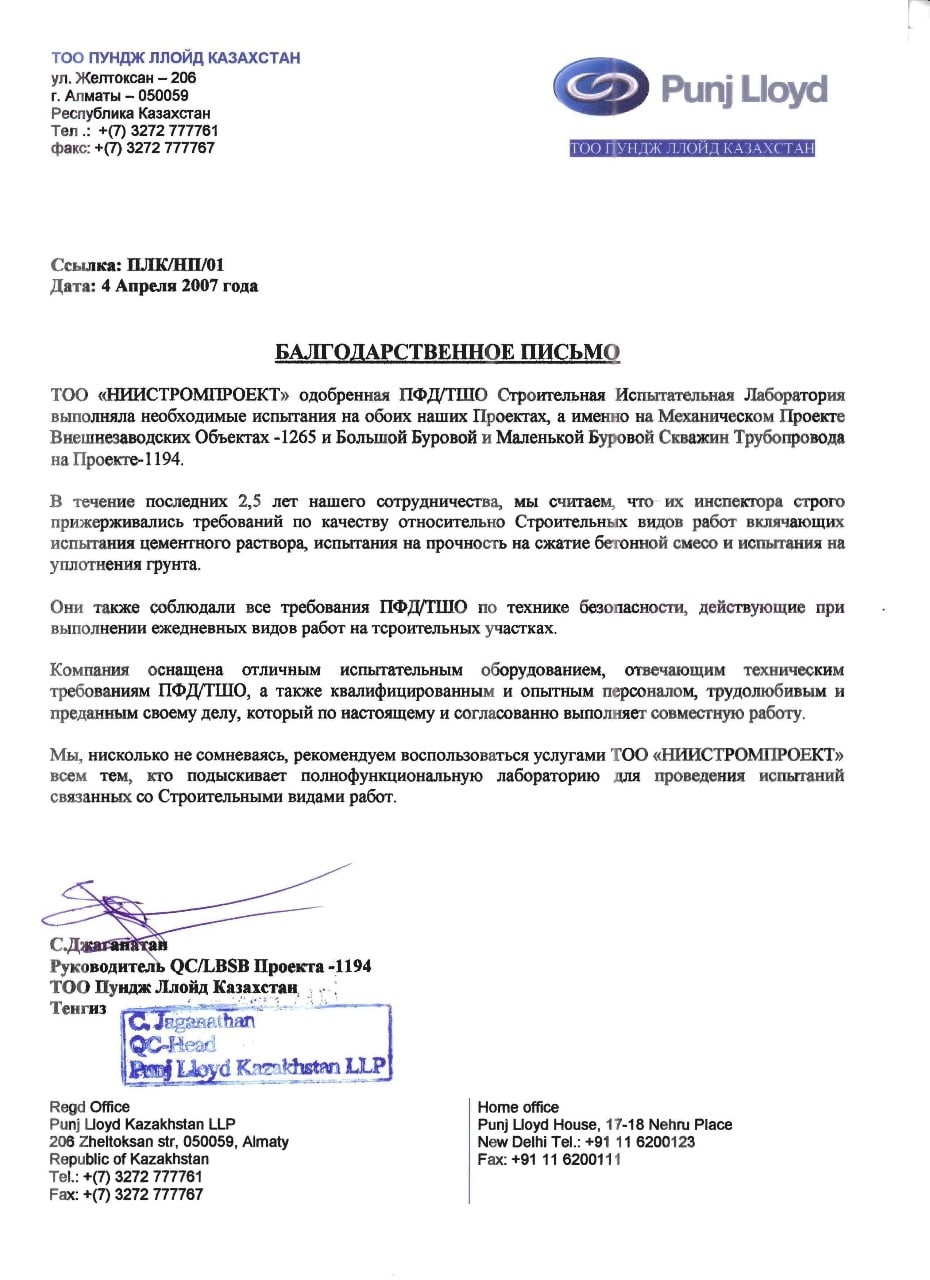 ТОО ПУНДЖ ЛЛОЙД КАЗАХСТАН
ул. Желтоксан – 206
г. Алматы – 050059
Республика Казахстан
Тел .: +(7) 3272 777761
факс: +(7) 3272 777767
Punj Lloyd
ТОО ПУНДЖ ЛЛОЙД КАЗАХСТАН
Ссылка: ПЛК/НП/01
Дата: 4 Апреля 2007 года
БАЛГОДАРСТВЕННОЕ ПИСЬМО
ТОО «НИИСТРОМПРОЕКТ» одобренная ПФД/ТШО Строительная Испытательная Лаборатория
выполняла необходимые испытания на обоих наших Проектах, а именно на Механическом Проекте
Внешнезаводских Объектах -1265 и Большой Буровой и Маленькой Буровой Скважин Трубопровода
на Проекте-1194.
В течение последних 2,5 лет нашего сотрудничества, мы считаем, что их инспектора строго
прижерживались требований по качеству относительно Строительных видов работ вклячающих
испытания цементного раствора, испытания на прочность на сжатие бетонной смесо и испытания на
уплотнения грунта.
Они также соблюдали все требования ПФД/ТШО по технике безопасности, действующие при
выполнении ежедневных видов работ на тсроительных участках.
Компания оснащена отличным испытательным оборудованием, отвечающим техническим
требованиям ПФД/ТШО, а также квалифицированным и опытным персоналом, трудолюбивым и
преданным своему делу, который по настоящему и согласованно выполняет совместную работу.
Мы, нисколько не сомневаясь, рекомендуем воспользоваться услугами ТОО «НИИСТРОМПРОЕКТ»
всем тем, кто подыскивает полнофункциональную лабораторию для проведения испытаний
связанных со Строительными видами работ.
С.Джаганатан
Руководитель QC/LBSB Проекта -1194
ТОО Пундж Ллойд Казахстан
Тенгиз
C. Jaganathan
QC-Head
Punj Lloyd Kazakhstan LLP
Regd Office
Punj Lloyd Kazakhstan LLP
206 Zheltoksan str, 050059, Almaty
Republic of Kazakhstan
Tel.: +(7) 3272 777761
Fax: +(7) 3272 777767
Home office
Punj Lloyd House, 17-18 Nehru Place
New Delhi Tel.: +91 11 6200123
Fax: +91 11 6200111